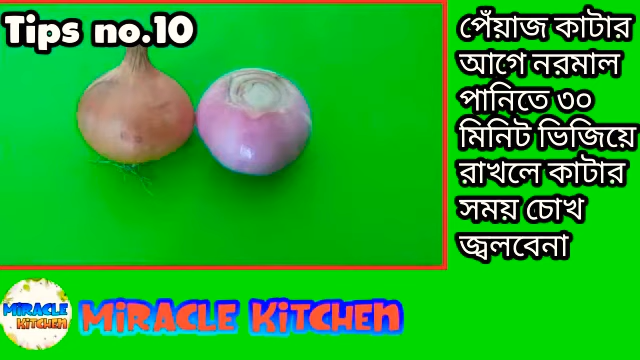 Tips no.10
পেঁয়াজ কাটার
আগে নরমাল
পানিতে ৩০
মিনিট ভিজিয়ে
রাখলে কাটার
সময় চোখ
জ্বলবেনা
MiRACLE
KiTCHEN
MiRACLE KiTCHEN